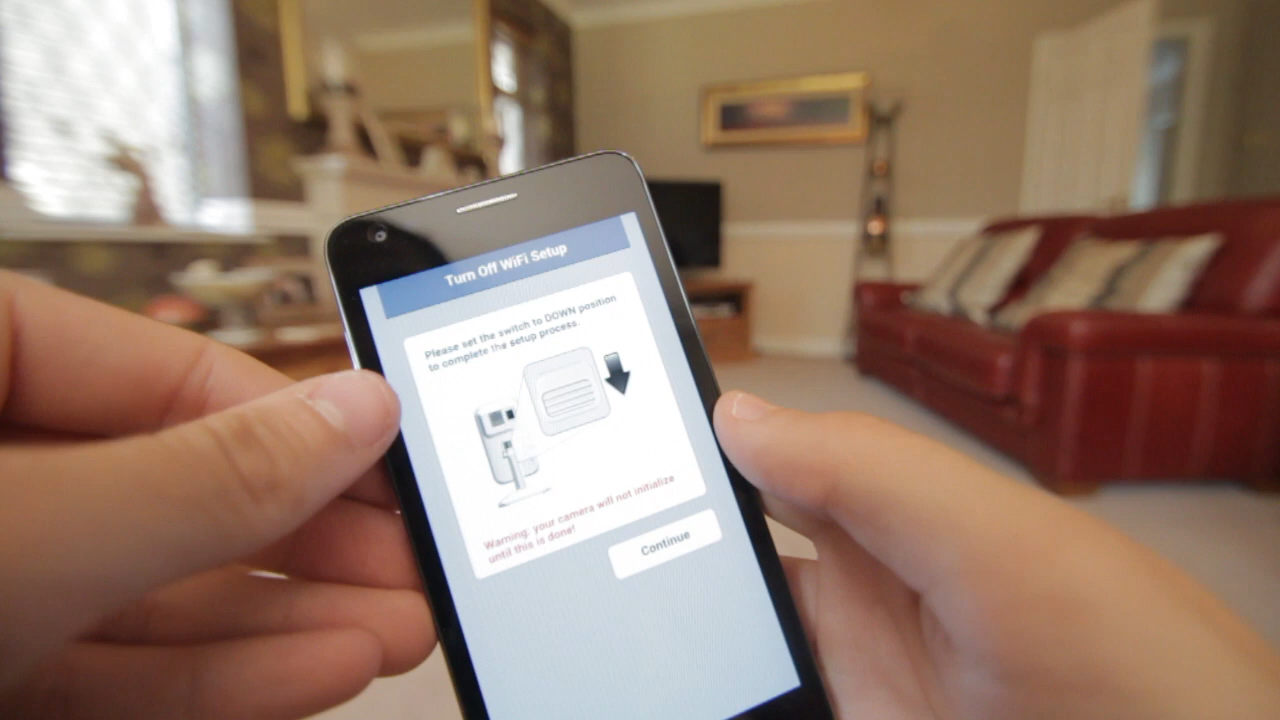 Turn Off WiFi Setup
Please set the switch to DOWN position
to complete the setup process.
Warning: your camera will not initialize
until this is done!
Continue